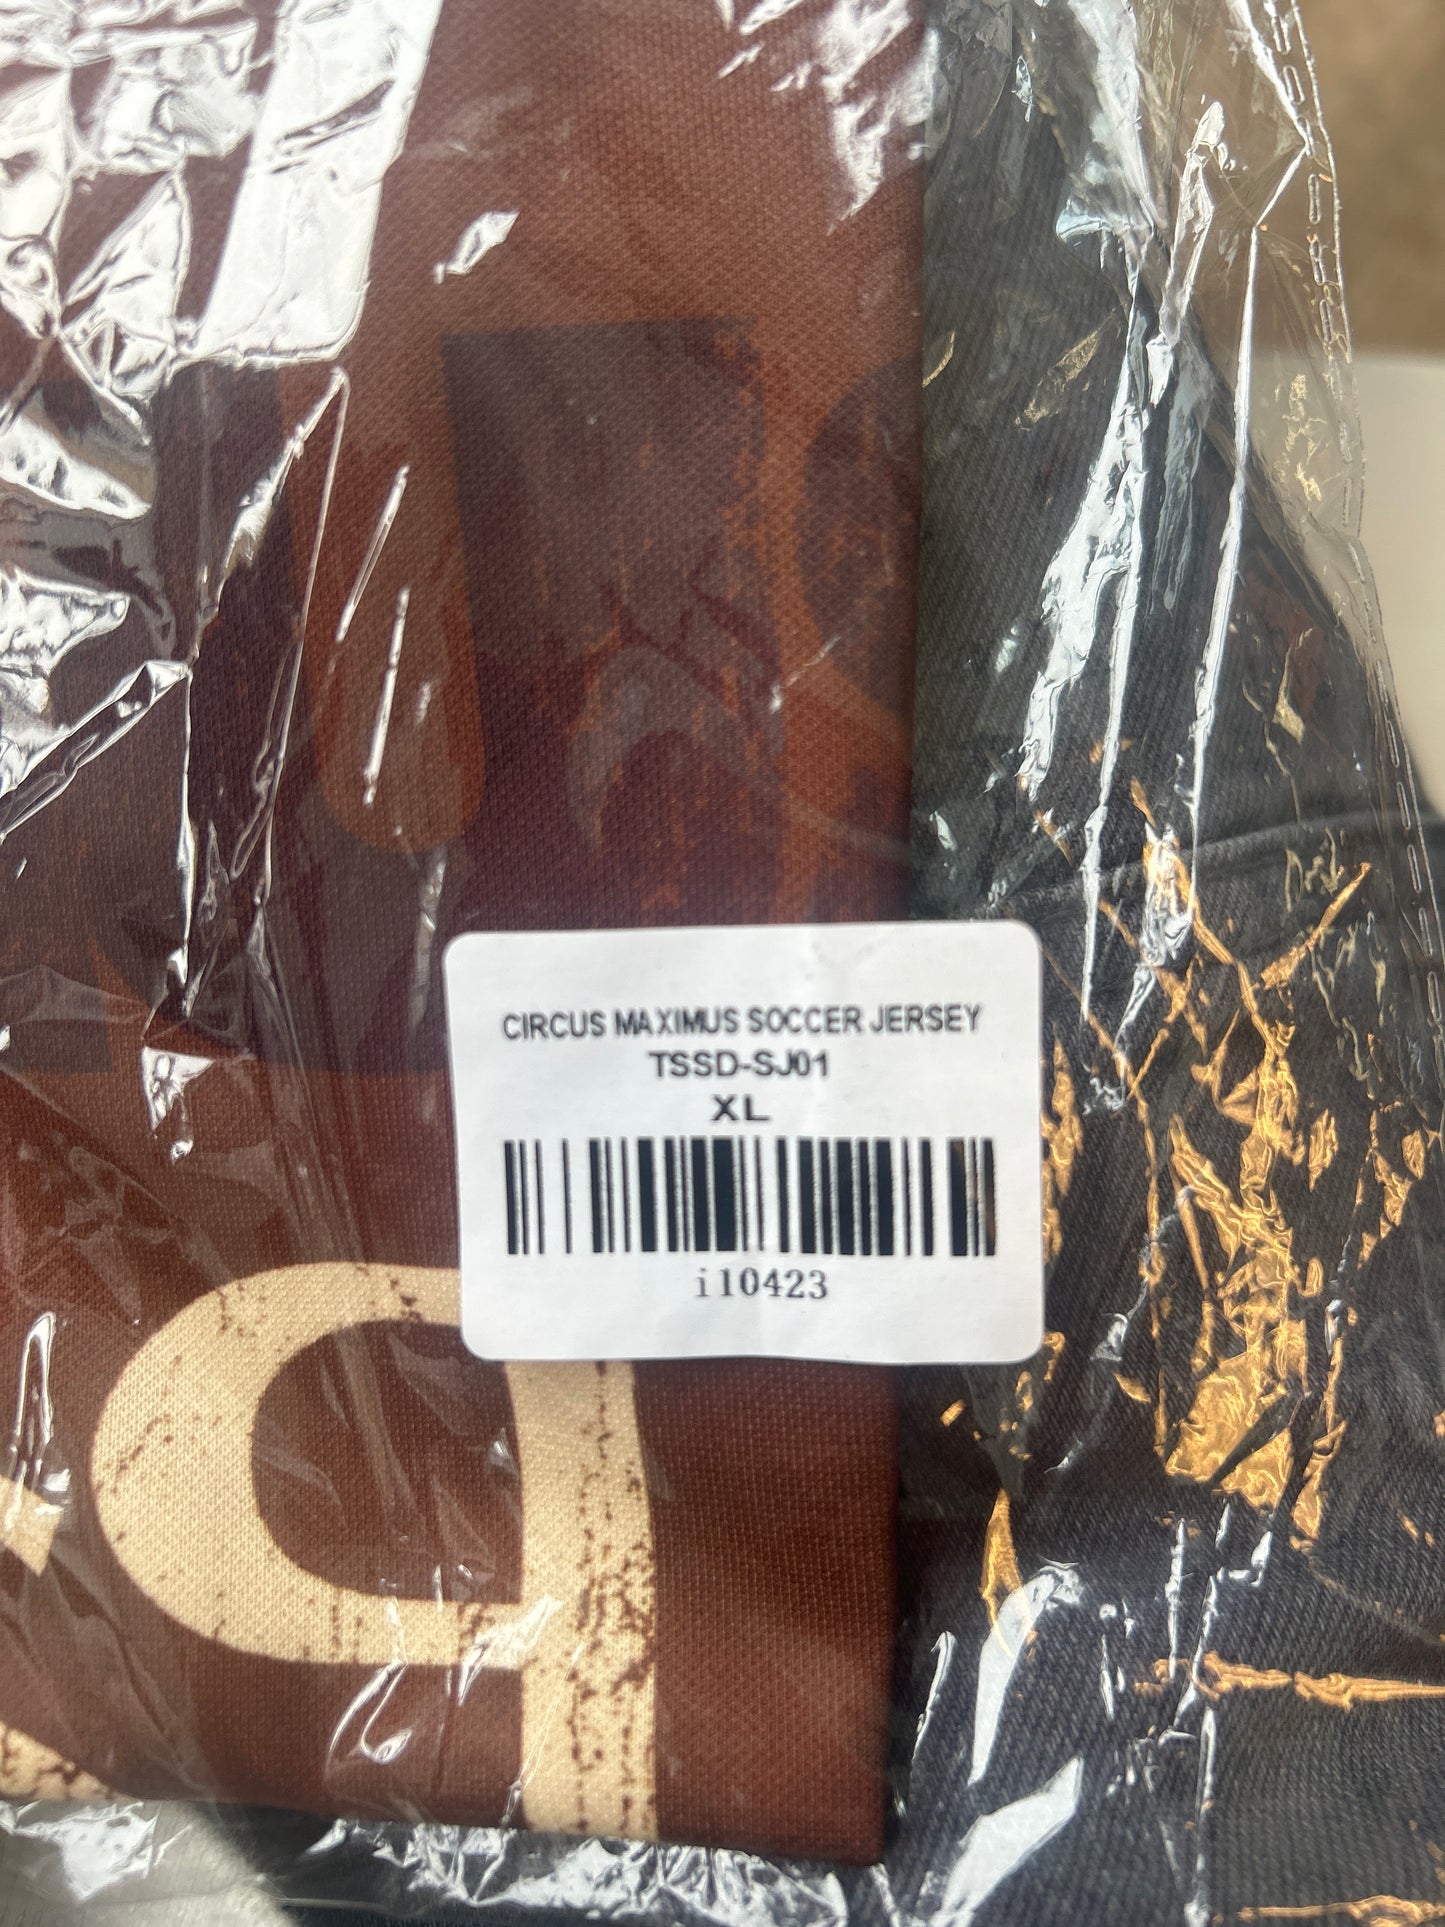 CIRCUS MAXIMUS SOCCER JERSEY
TSSD-SJ01
XL
i10423